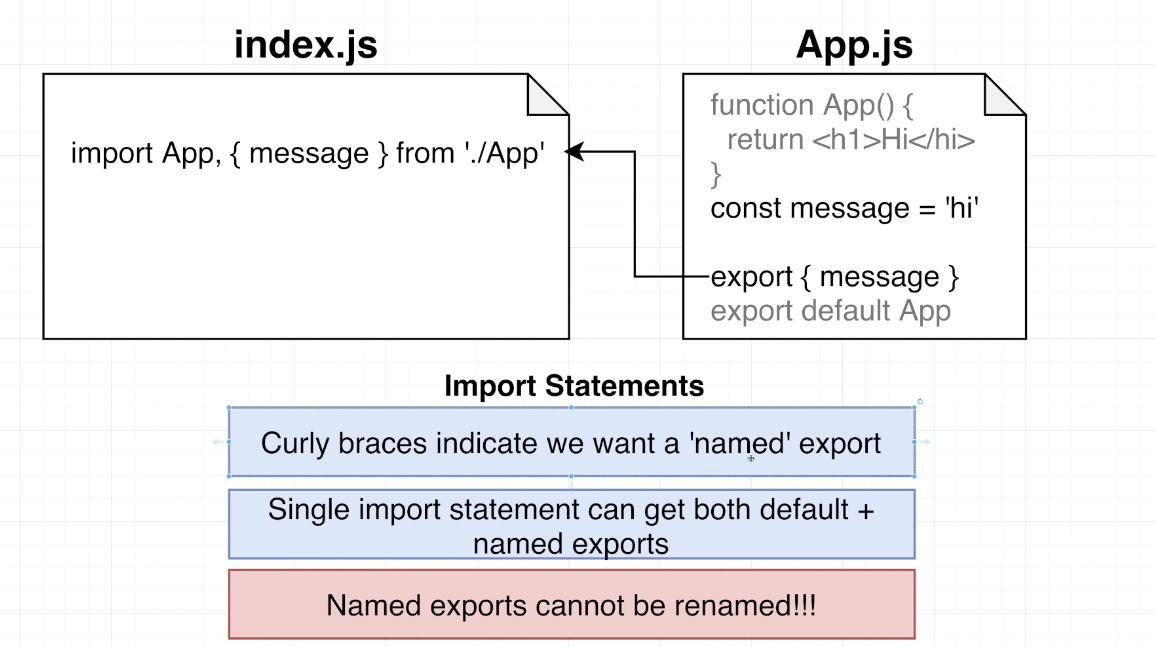 index.js
import App, { message } from './App'
App.js
function App() {
return <h1>Hi</hi>
}
const message = 'hi'
export { message }
export default App
Import Statements
Curly braces indicate we want a 'named' export
Single import statement can get both default +
named exports
Named exports cannot be renamed!!!